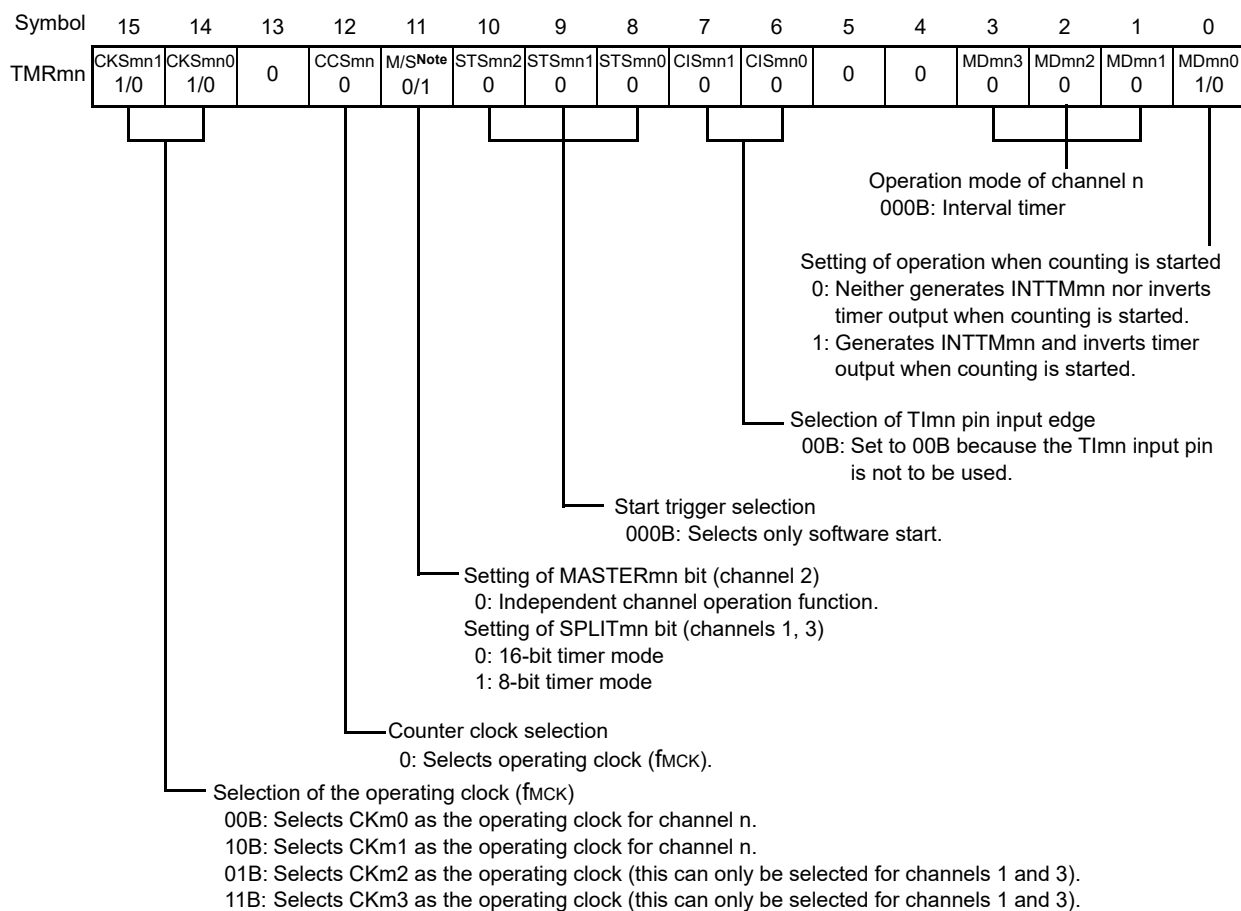 Symbol 15 14 13 12 11 10 9 8 7 6 5 4 3 2 1 0
TMRmn CKSmn1 CKSmn0 0 CCSmn M/SNote STSmn2 STSmn1 STSmn0 CISmn1 CISmn0 0 0 MDmn3 MDmn2 MDmn1 MDmn0
1/0 1/0 0 0/1 0 0 0 0 0 0 0 0 1/0
Operation mode of channel n
000B: Interval timer
Setting of operation when counting is started
0: Neither generates INTTMmn nor inverts
timer output when counting is started.
1: Generates INTTMmn and inverts timer
output when counting is started.
Selection of TImn pin input edge
00B: Set to 00B because the TImn input pin
is not to be used.
Start trigger selection
000B: Selects only software start.
Setting of MASTERmn bit (channel 2)
0: Independent channel operation function.
Setting of SPLITmn bit (channels 1, 3)
0: 16-bit timer mode
1: 8-bit timer mode
Counter clock selection
0: Selects operating clock (fMCK).
Selection of the operating clock (fMCK)
00B: Selects CKm0 as the operating clock for channel n.
10B: Selects CKm1 as the operating clock for channel n.
01B: Selects CKm2 as the operating clock (this can only be selected for channels 1 and 3).
11B: Selects CKm3 as the operating clock (this can only be selected for channels 1 and 3).